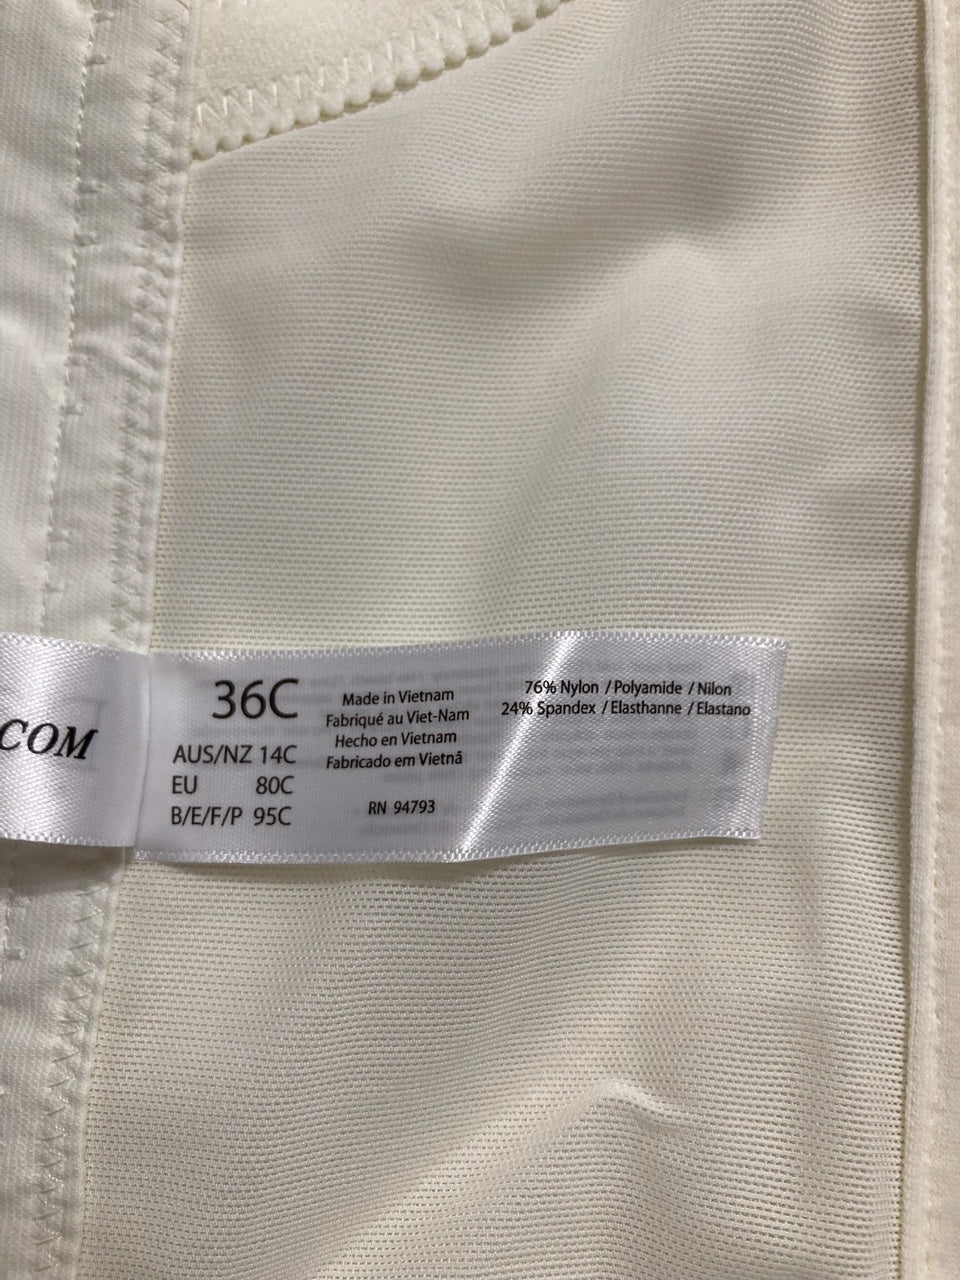 COM
36C
AUS/NZ 14C
EU 80C
B/E/F/P 95C
Made in Vietnam
Fabriqué au Viet-Nam
Hecho en Vietnam
Fabricado em Vietnã
RN 94793
76% Nylon / Polyamide / Nilon
24% Spandex / Elasthanne / Elastano